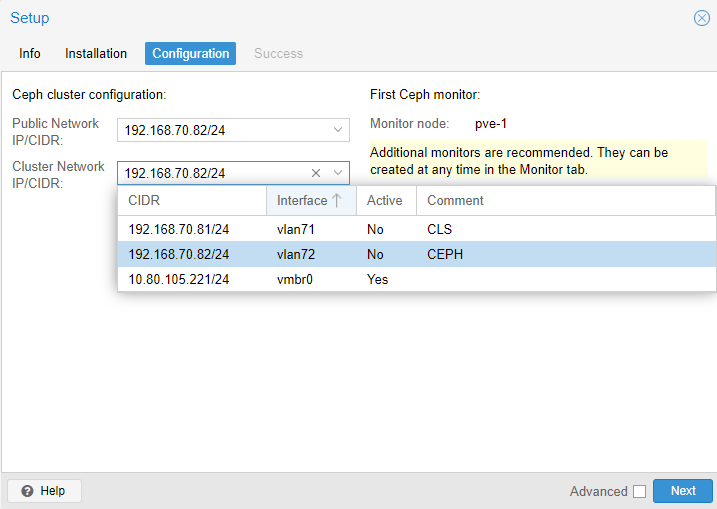 Setup
Info Installation Configuration Success
Ceph cluster configuration:
Public Network IP/CIDR: 192.168.70.82/24
Cluster Network IP/CIDR: 192.168.70.82/24
First Ceph monitor:
Monitor node: pve-1
Additional monitors are recommended. They can be
created at any time in the Monitor tab.
CIDR Interface Active Comment
192.168.70.81/24 vlan71 No CLS
192.168.70.82/24 vlan72 No CEPH
10.80.105.221/24 vmbr0 Yes
Help Advanced Next